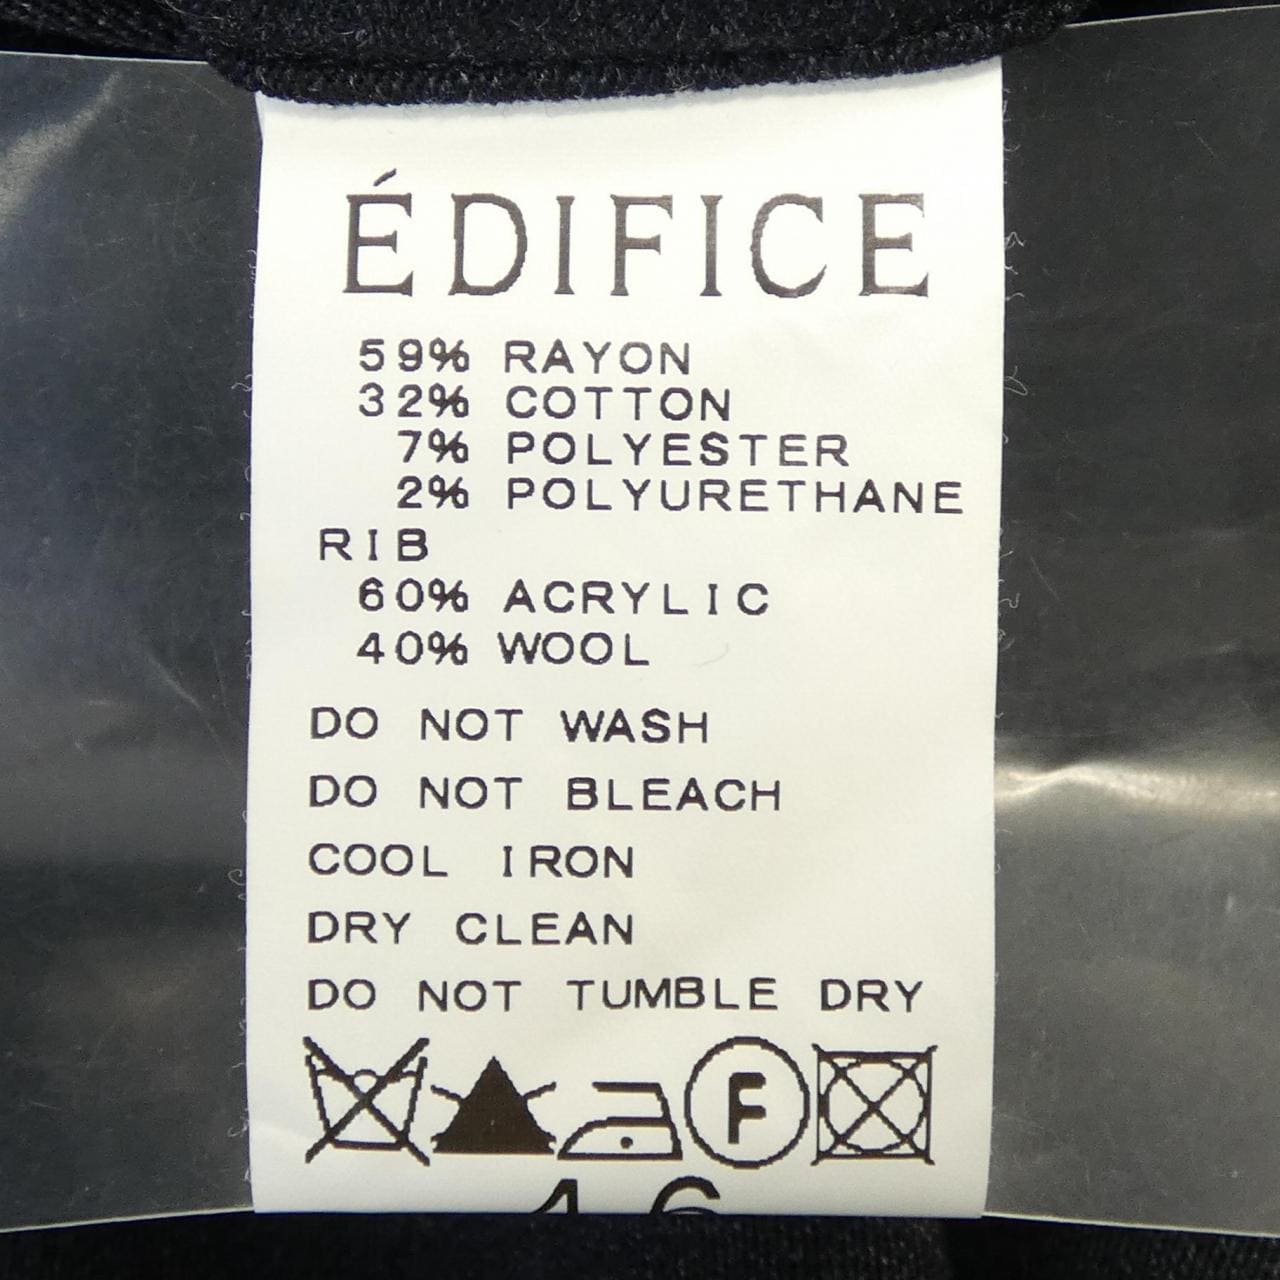 ÉDIFICE
59% RAYON
32% COTTON
7% POLYESTER
2% POLYURETHANE
RIB
60% ACRYLIC
40% WOOL
DO NOT WASH
DO NOT BLEACH
COOL IRON
DRY CLEAN
DO NOT TUMBLE DRY
F